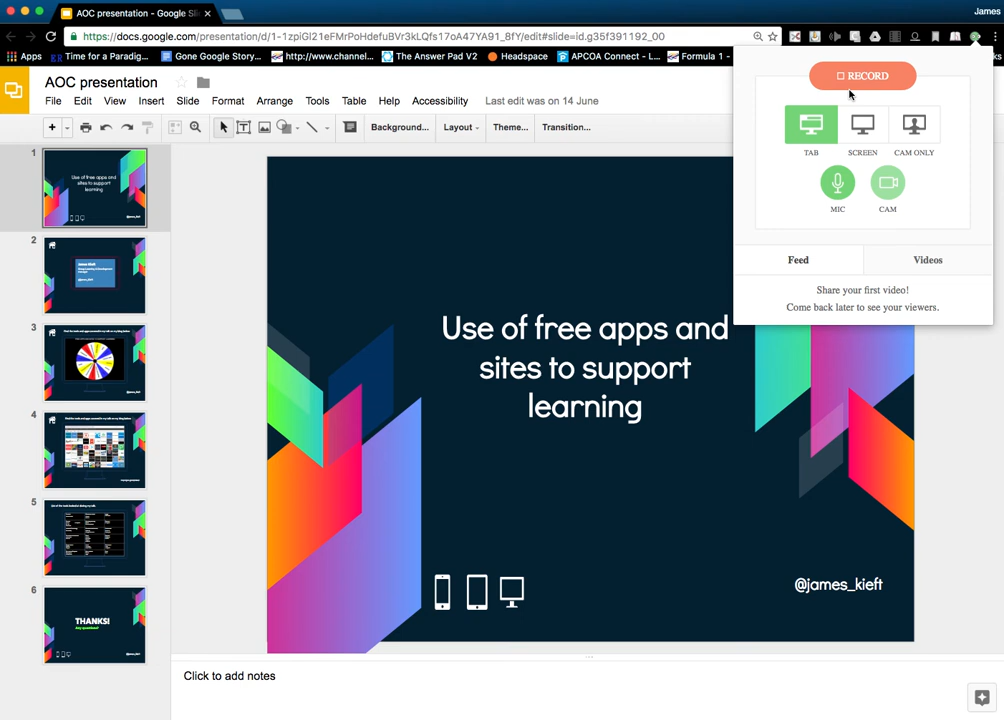 AOC presentation - Google Sli
James
https://docs.google.com/presentation/d/1-1zpiGl21eFMrPoHdefuBVr3kLQfs17oA47YA91_8fY/edit#slide=id.g35f391192_00
Apps
Time for a Paradig...
Gone Google Story...
http://www.channel...
The Answer Pad V2
Headspace
APCOA Connect - L...
Formula 1 -
AOC presentation
File Edit View Insert Slide Format Arrange Tools Table Help Accessibility Last edit was on 14 June
Background... Layout Theme... Transition...
RECORD
TAB SCREEN CAM ONLY
MIC CAM
Feed Videos
Share your first video!
Come back later to see your viewers.
1
Use of free apps and
sites to support
learning
2
3
4
5
6
THANKS!
Any questions?
Use of free apps and
sites to support
learning
@james_kieft
Click to add notes